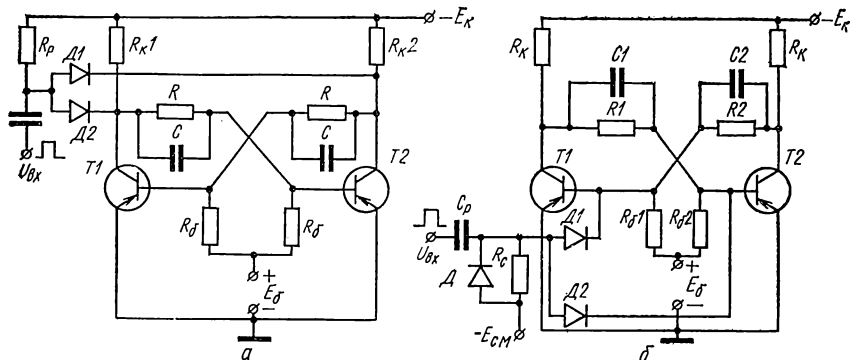 −Eк
Rр
Д1
Rк1
Rк2
Д2
R
R
C
C
Uвх
T1
T2
Rб
Rб
+
Eб
−
а
−Eк
Rк
C1
C2
Rк
R1
R2
T1
T2
Cр
Д1
Rб1
Rб2
Uвх
Rс
Д
+
Eб
−
Д2
−Eсм
б